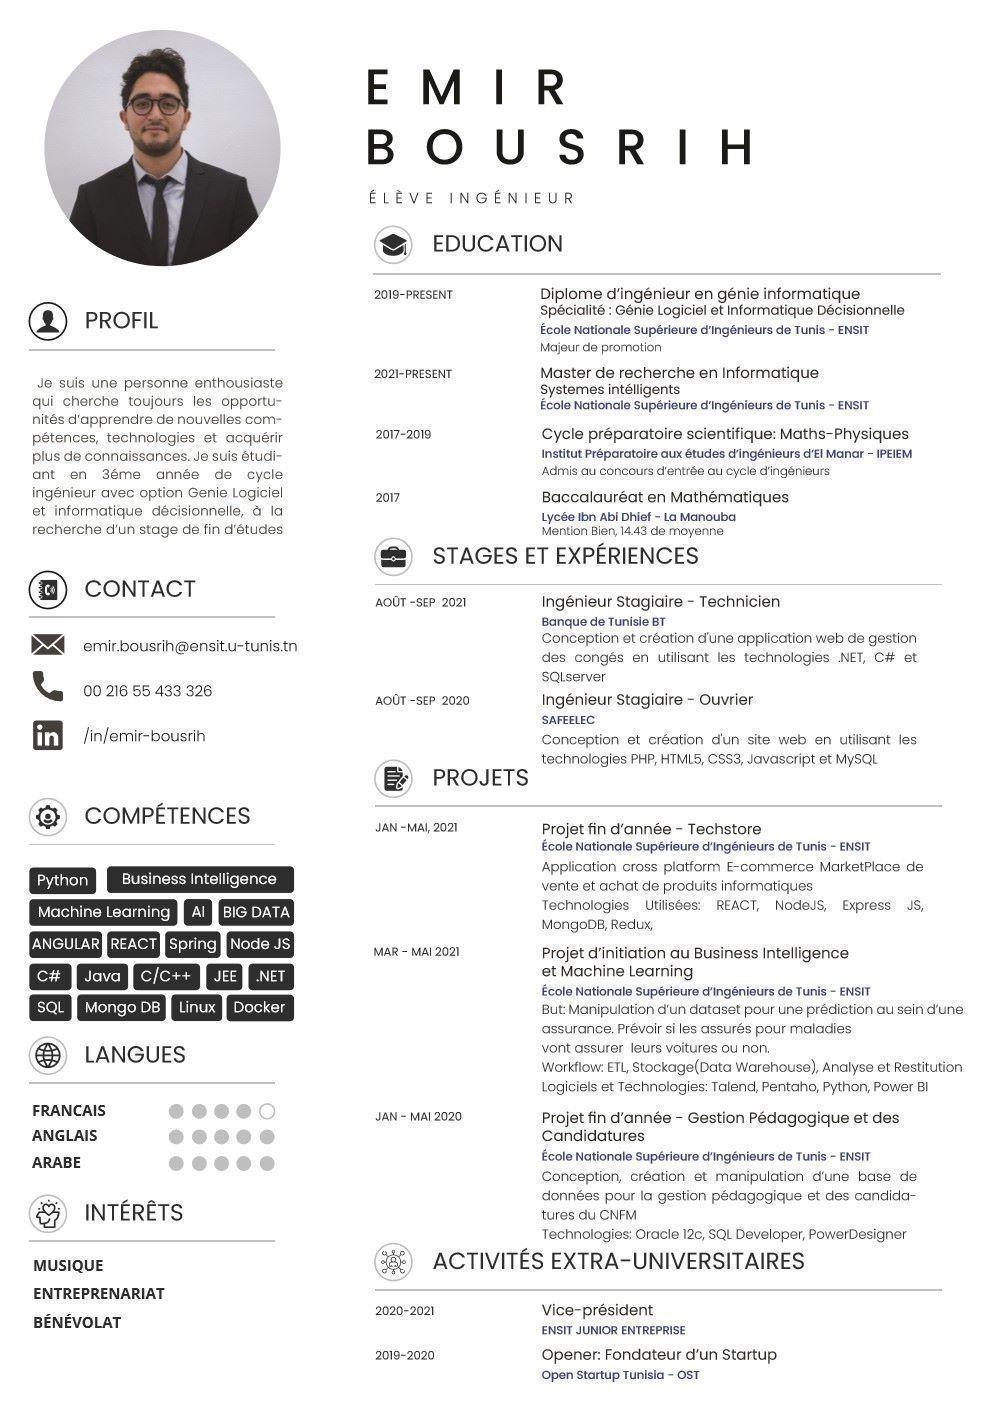 EMIR
BOUSRIH
ÉLÈVE INGÉNIEUR
PROFIL
Je suis une personne enthousiaste
qui cherche toujours les opportu-
nités d'apprendre de nouvelles com-
pétences, technologies et acquérir
plus de connaissances. Je suis étudi-
ant en 3éme année de cycle
ingénieur avec option Genie Logiciel
et informatique décisionnelle, à la
recherche d'un stage de fin d'études
CONTACT
emir.bousrih@ensit.u-tunis.tn
00 216 55 433 326
in
/in/emir-bousrih
COMPÉTENCES
Python Business Intelligence
Machine Learning AI BIG DATA
ANGULAR REACT Spring Node JS
C# Java C/C++ JEE .NET
SQL Mongo DB Linux Docker
LANGUES
FRANCAIS
ANGLAIS
ARABE
INTÉRÊTS
MUSIQUE
ENTREPRENARIAT
BÉNÉVOLAT
EDUCATION
2019-PRESENT Diplome d'ingénieur en génie informatique
Spécialité : Génie Logiciel et Informatique Décisionnelle
École Nationale Supérieure d'Ingénieurs de Tunis - ENSIT
Majeur de promotion
2021-PRESENT Master de recherche en Informatique
Systemes intélligents
École Nationale Supérieure d'Ingénieurs de Tunis - ENSIT
2017-2019 Cycle préparatoire scientifique: Maths-Physiques
Institut Préparatoire aux études d'ingénieurs d'El Manar - IPEIEM
Admis au concours d'entrée au cycle d'ingénieurs
2017 Baccalauréat en Mathématiques
Lycée Ibn Abi Dhief - La Manouba
Mention Bien, 14.43 de moyenne
STAGES ET EXPÉRIENCES
AOÛT -SEP 2021 Ingénieur Stagiaire - Technicien
Banque de Tunisie BT
Conception et création d'une application web de gestion
des congés en utilisant les technologies .NET, C# et
SQLserver
AOÛT -SEP 2020 Ingénieur Stagiaire - Ouvrier
SAFEELEC
Conception et création d'un site web en utilisant les
technologies PHP, HTML5, CSS3, Javascript et MySQL
PROJETS
JAN -MAI, 2021 Projet fin d'année - Techstore
École Nationale Supérieure d'Ingénieurs de Tunis - ENSIT
Application cross platform E-commerce MarketPlace de
vente et achat de produits informatiques
Technologies Utilisées: REACT, NodeJS, Express JS,
MongoDB, Redux,
MAR - MAI 2021 Projet d'initiation au Business Intelligence
et Machine Learning
École Nationale Supérieure d'Ingénieurs de Tunis - ENSIT
But: Manipulation d'un dataset pour une prédiction au sein d'une
assurance. Prévoir si les assurés pour maladies
vont assurer leurs voitures ou non.
Workflow: ETL, Stockage(Data Warehouse), Analyse et Restitution
Logiciels et Technologies: Talend, Pentaho, Python, Power BI
JAN - MAI 2020 Projet fin d'année - Gestion Pédagogique et des
Candidatures
École Nationale Supérieure d'Ingénieurs de Tunis - ENSIT
Conception, création et manipulation d'une base de
données pour la gestion pédagogique et des candida-
tures du CNFM
Technologies: Oracle 12c, SQL Developer, PowerDesigner
ACTIVITÉS EXTRA-UNIVERSITAIRES
2020-2021 Vice-président
ENSIT JUNIOR ENTREPRISE
2019-2020 Opener: Fondateur d'un Startup
Open Startup Tunisia - OST